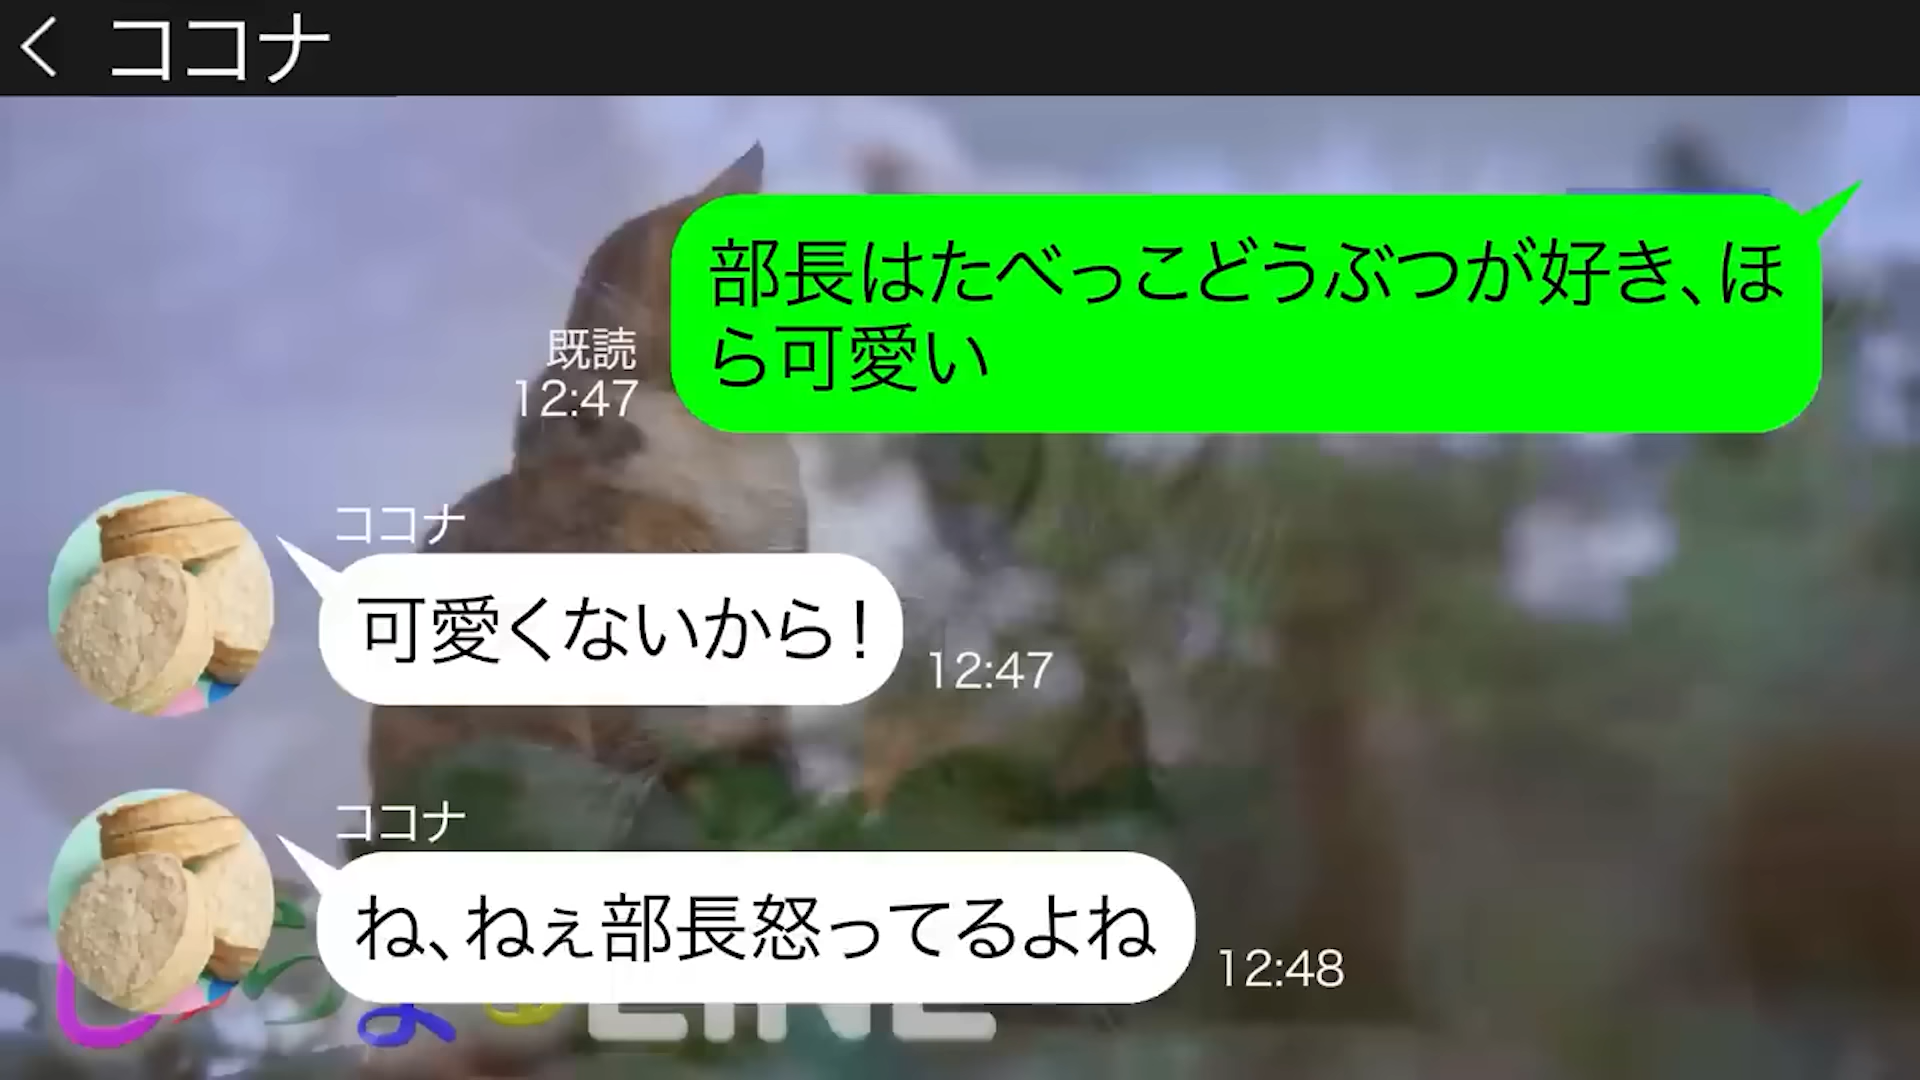 ココナ
部長はたべっこどうぶつが好き、ほ
ら可愛い
既読
12:47
ココナ
可愛くないから!
12:47
ココナ
ね、ねぇ部長怒ってるよね
12:48
LINE